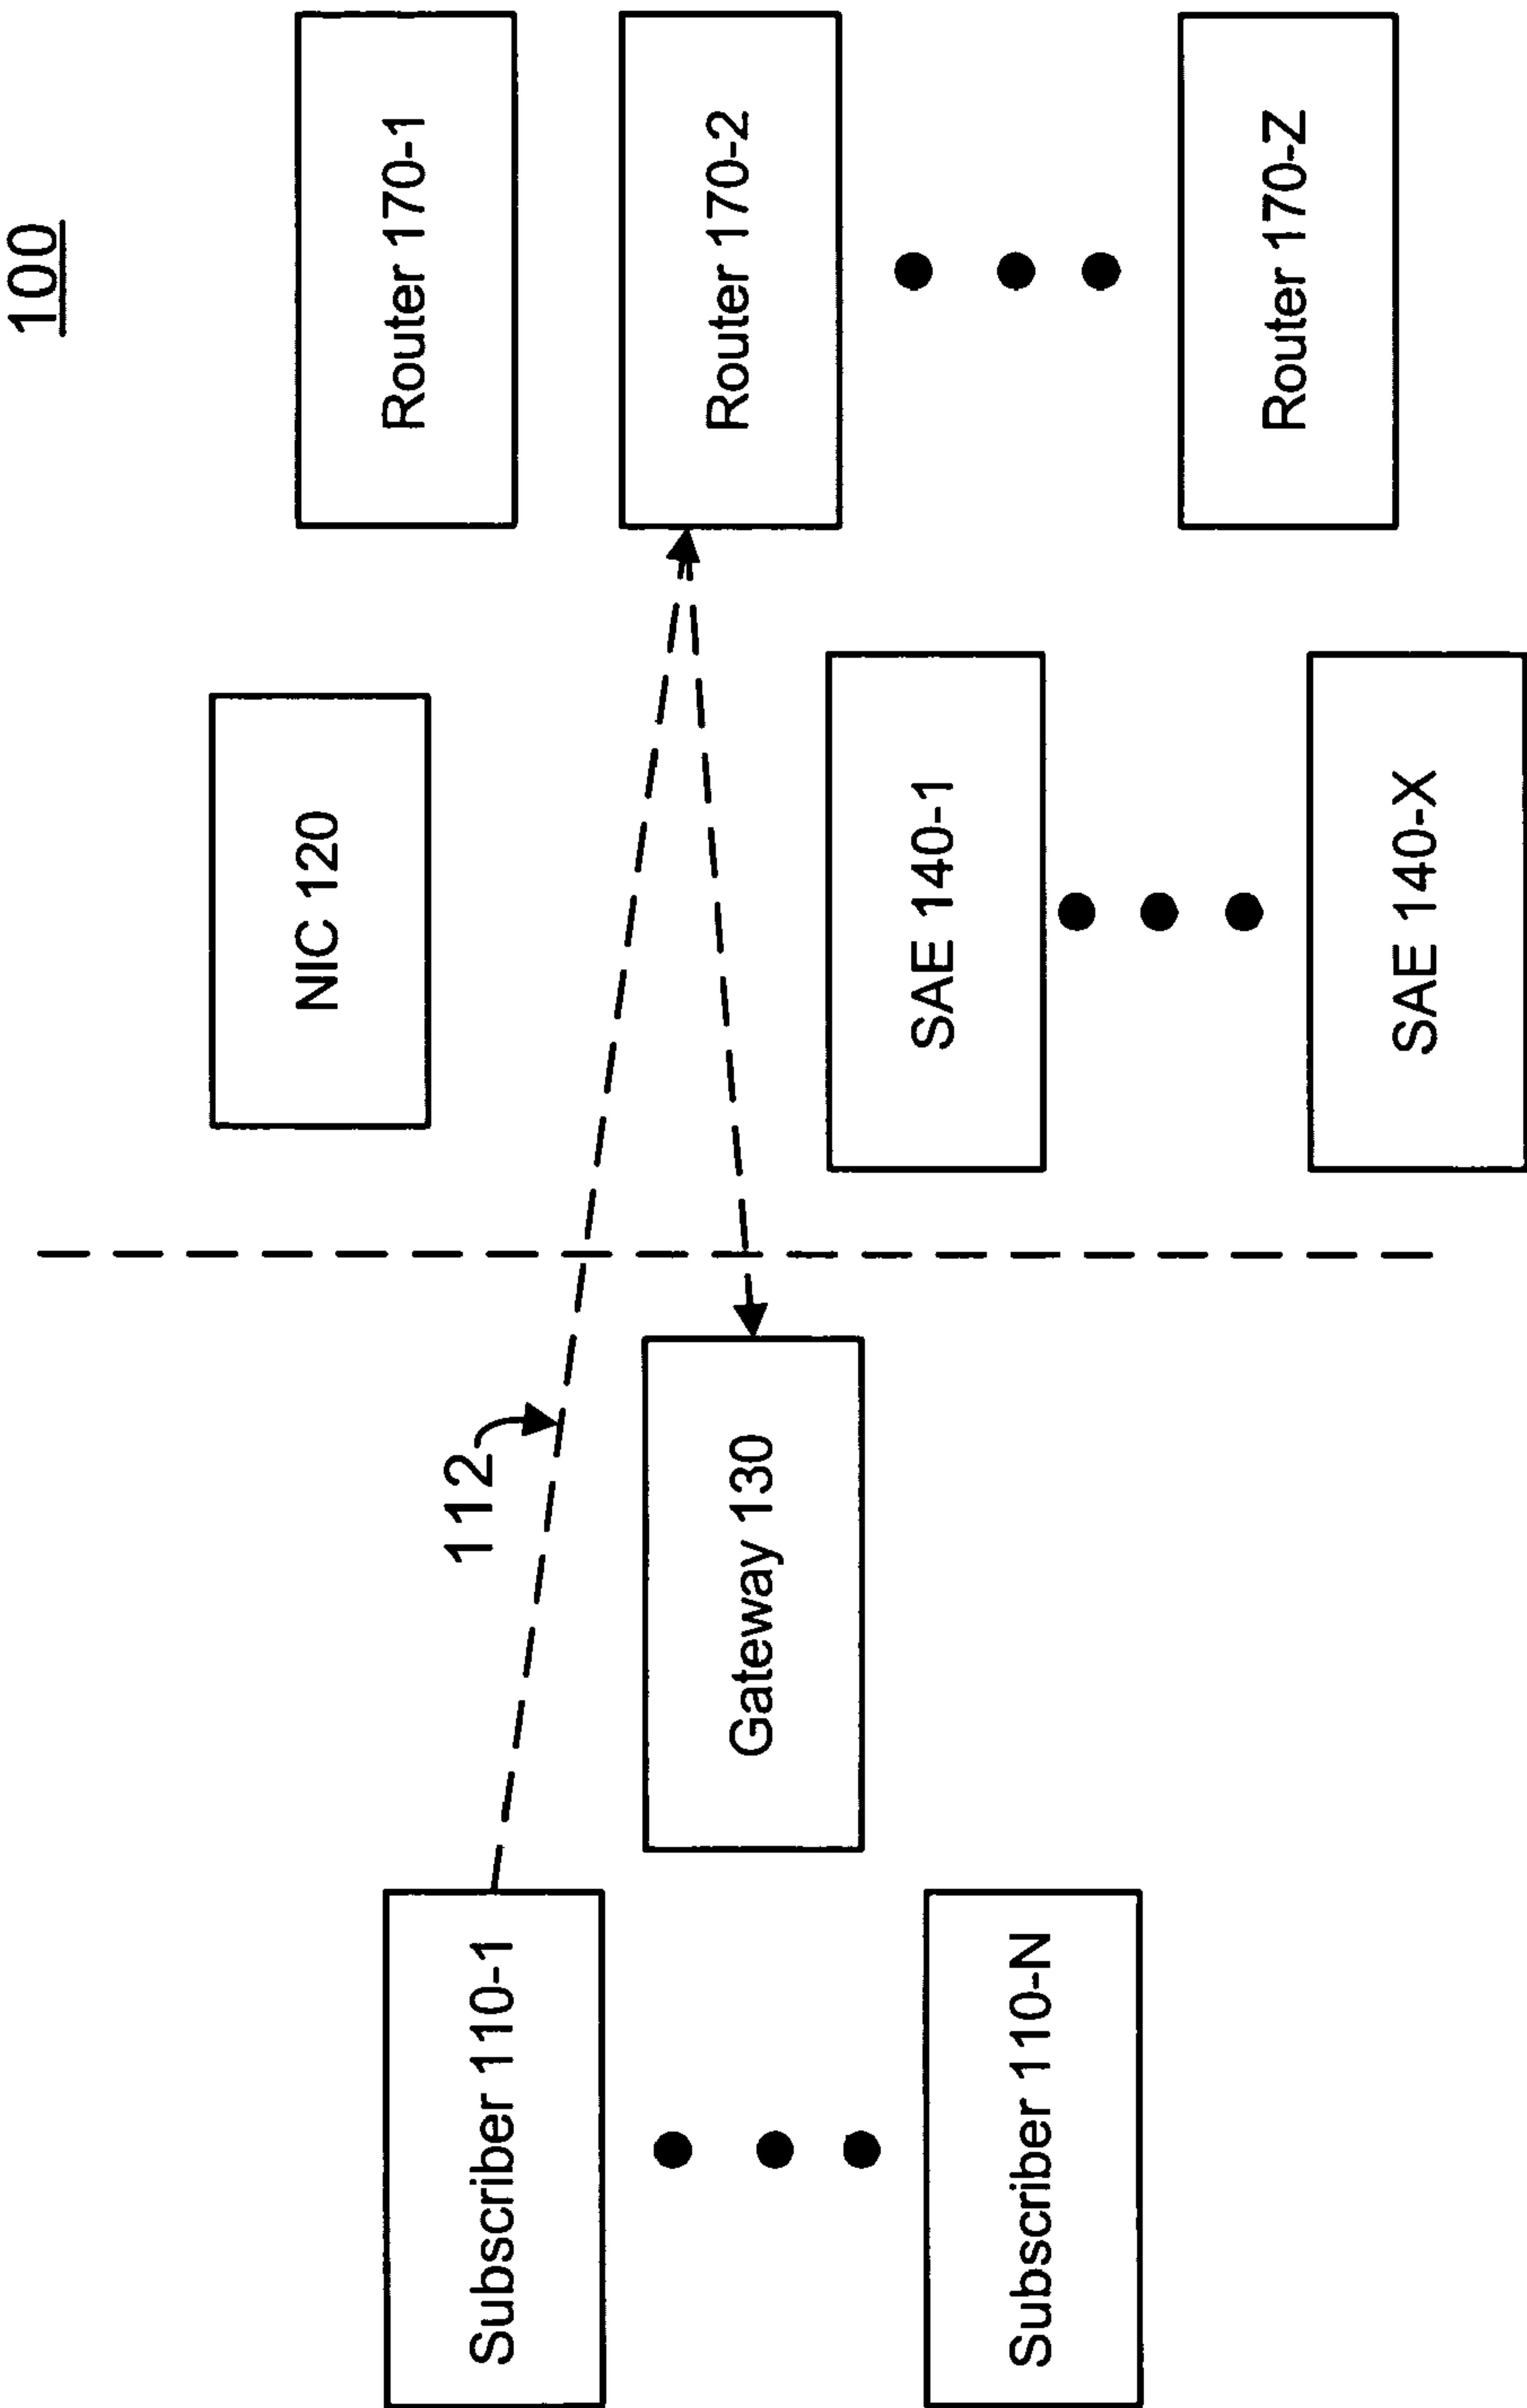 100
Router 170-1
Router 170-2
Router 170-Z
NIC 120
SAE 140-1
SAE 140-X
112
Gateway 130
Subscriber 110-1
Subscriber 110-N